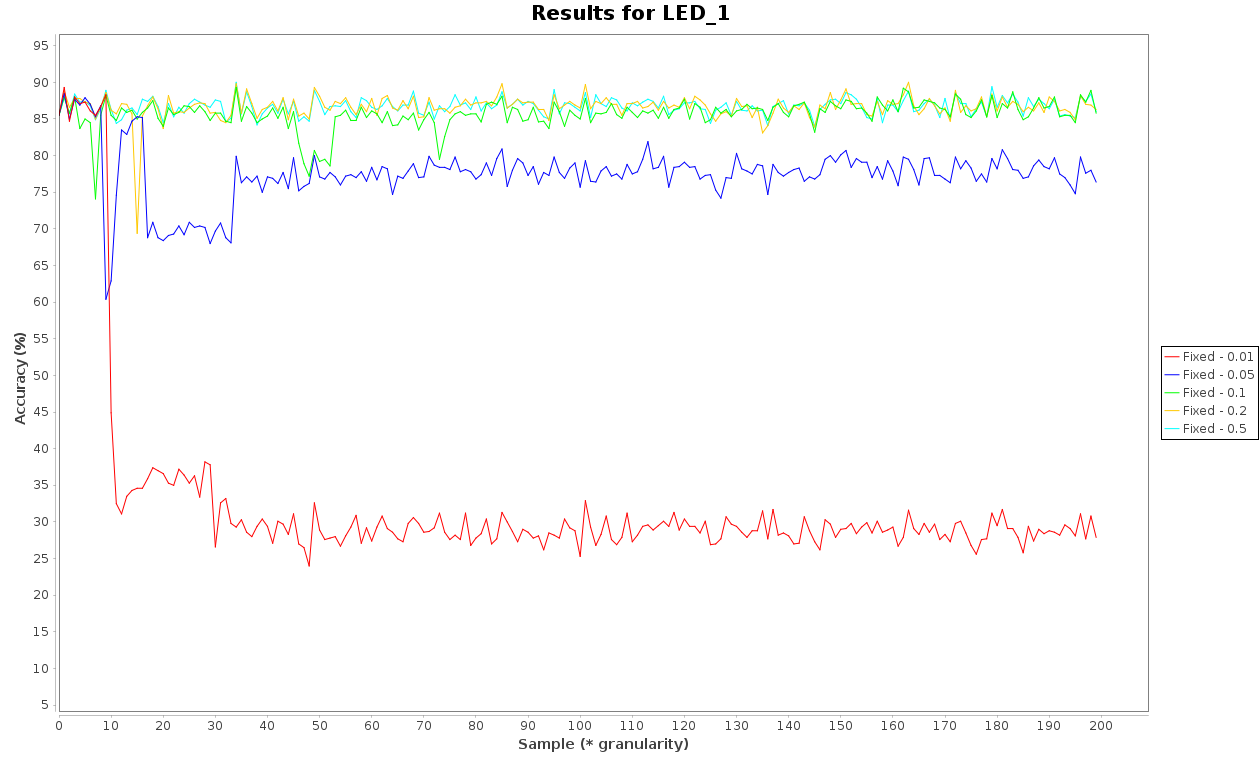 Results for LED_1
95
90
85
80
75
70
65
60
55
50
45
40
35
30
25
20
15
10
5
Accuracy (%)
0 10 20 30 40 50 60 70 80 90 100 110 120 130 140 150 160 170 180 190 200
Sample (* granularity)
Fixed - 0.01
Fixed - 0.05
Fixed - 0.1
Fixed - 0.2
Fixed - 0.5